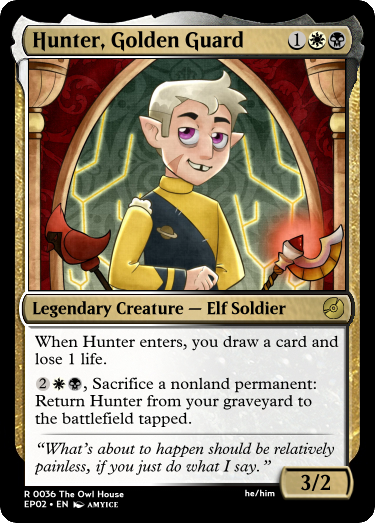 Hunter, Golden Guard 1
Legendary Creature — Elf Soldier
When Hunter enters, you draw a card and
lose 1 life.
2, Sacrifice a nonland permanent:
Return Hunter from your graveyard to
the battlefield tapped.
“What’s about to happen should be relatively
painless, if you just do what I say.”
3/2
R 0036 The Owl House he/him
EP02 • EN AMYICE